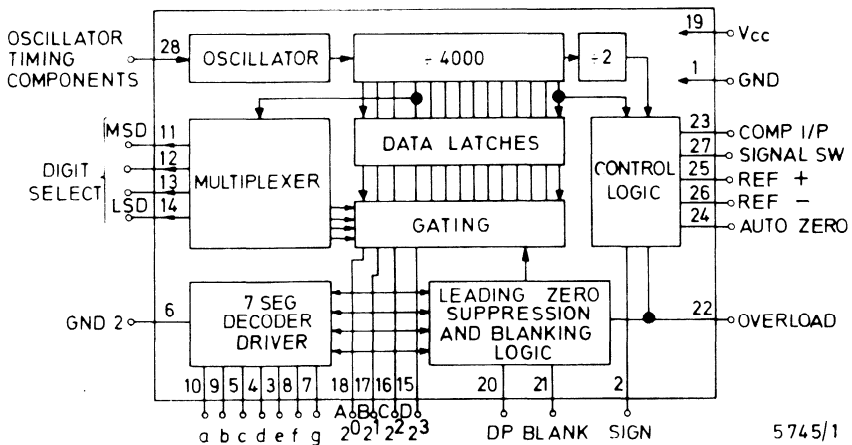 OSCILLATOR
TIMING
COMPONENTS
28
OSCILLATOR
÷4000
÷2
19
Vcc
1
GND
MSD
11
12
13
LSD
14
DIGIT
SELECT
MULTIPLEXER
DATA LATCHES
GATING
CONTROL
LOGIC
23
COMP I/P
27
SIGNAL SW
25
REF +
26
REF -
24
AUTO ZERO
GND 2
6
7 SEG
DECODER
DRIVER
LEADING ZERO
SUPPRESSION
AND BLANKING
LOGIC
22
OVERLOAD
10 9 5 4 3 8 7 18 17 16 15 20 21 2
A B C D
a b c d e f g 2⁰ 2¹ 2² 2³ DP BLANK SIGN
5745/1